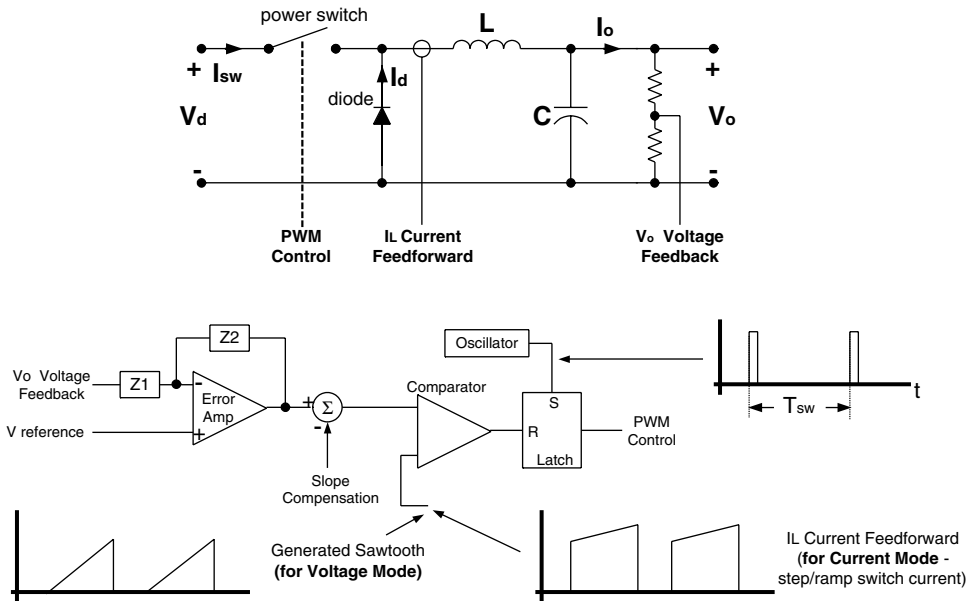 power switch
L
Io
+
Isw
Id
+
diode
Vd
C
Vo
-
-
PWM
Control
IL Current
Feedforward
Vo Voltage
Feedback
Z2
Oscillator
Vo Voltage
Feedback
Z1
-
Error
Amp
+
Σ
-
Comparator
S
R
Latch
PWM
Control
t
Tsw
V reference
+
Slope
Compensation
Generated Sawtooth
(for Voltage Mode)
IL Current Feedforward
(for Current Mode -
step/ramp switch current)